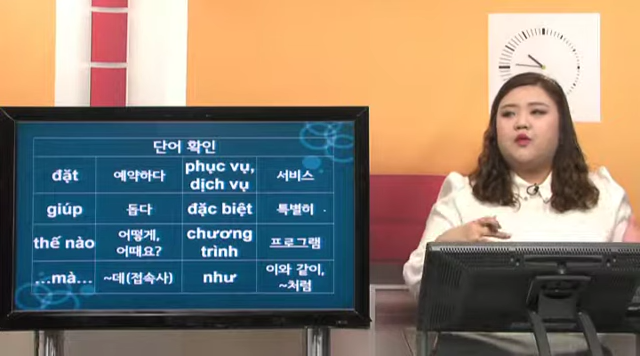 단어 확인
đặt 예약하다 phục vụ, dịch vụ 서비스
giúp 돕다 đặc biệt 특별히
thế nào 어떻게, 어때요? chương trình 프로그램
...mà... ~데(접속사) như 이와 같이, ~처럼